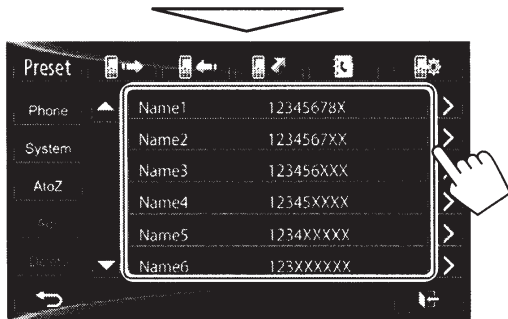 Preset
Phone
System
AtoZ
Name1 12345678X
Name2 1234567XX
Name3 123456XXX
Name4 12345XXXX
Name5 1234XXXXX
Name6 123XXXXXX